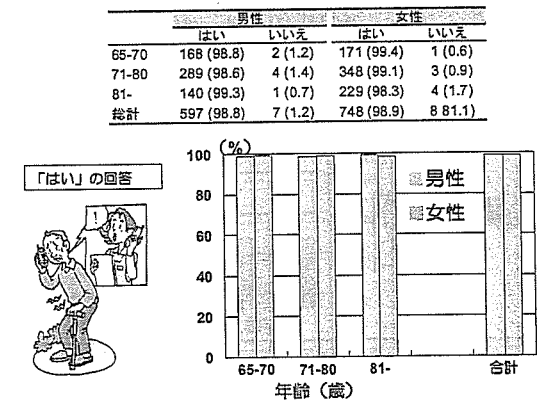 男性 女性
はい いいえ はい いいえ
65-70 168 (98.8) 2 (1.2) 171 (99.4) 1 (0.6)
71-80 289 (98.6) 4 (1.4) 348 (99.1) 3 (0.9)
81- 140 (99.3) 1 (0.7) 229 (98.3) 4 (1.7)
総計 597 (98.8) 7 (1.2) 748 (98.9) 8 81.1)
「はい」の回答
!
(%)
100
80
60
40
20
0
男性
女性
65-70 71-80 81- 合計
年齢（歳）